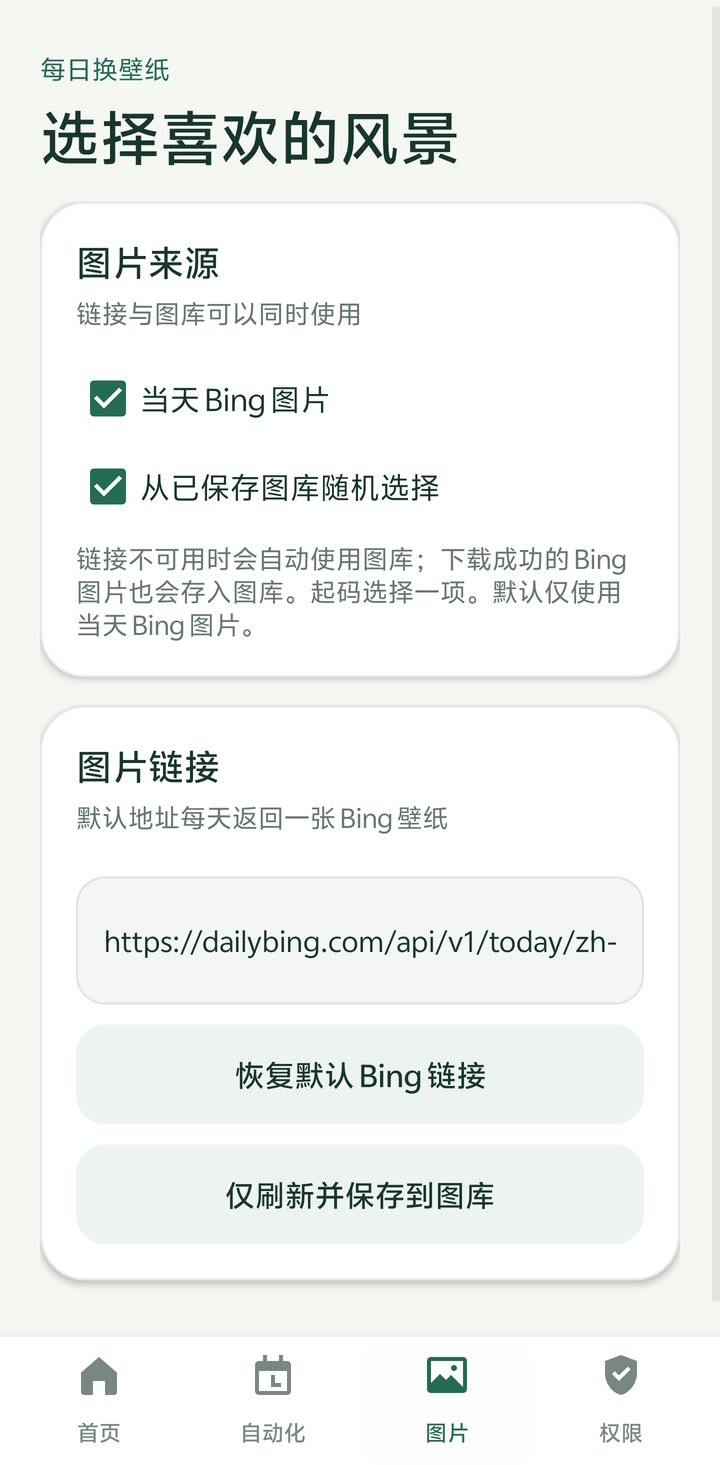 每日换壁纸
选择喜欢的风景
图片来源
链接与图库可以同时使用
当天 Bing 图片
从已保存图库随机选择
链接不可用时会自动使用图库；下载成功的 Bing
图片也会存入图库。起码选择一项。默认仅使用
当天 Bing 图片。
图片链接
默认地址每天返回一张 Bing 壁纸
https://dailybing.com/api/v1/today/zh-
恢复默认 Bing 链接
仅刷新并保存到图库
首页
自动化
图片
权限